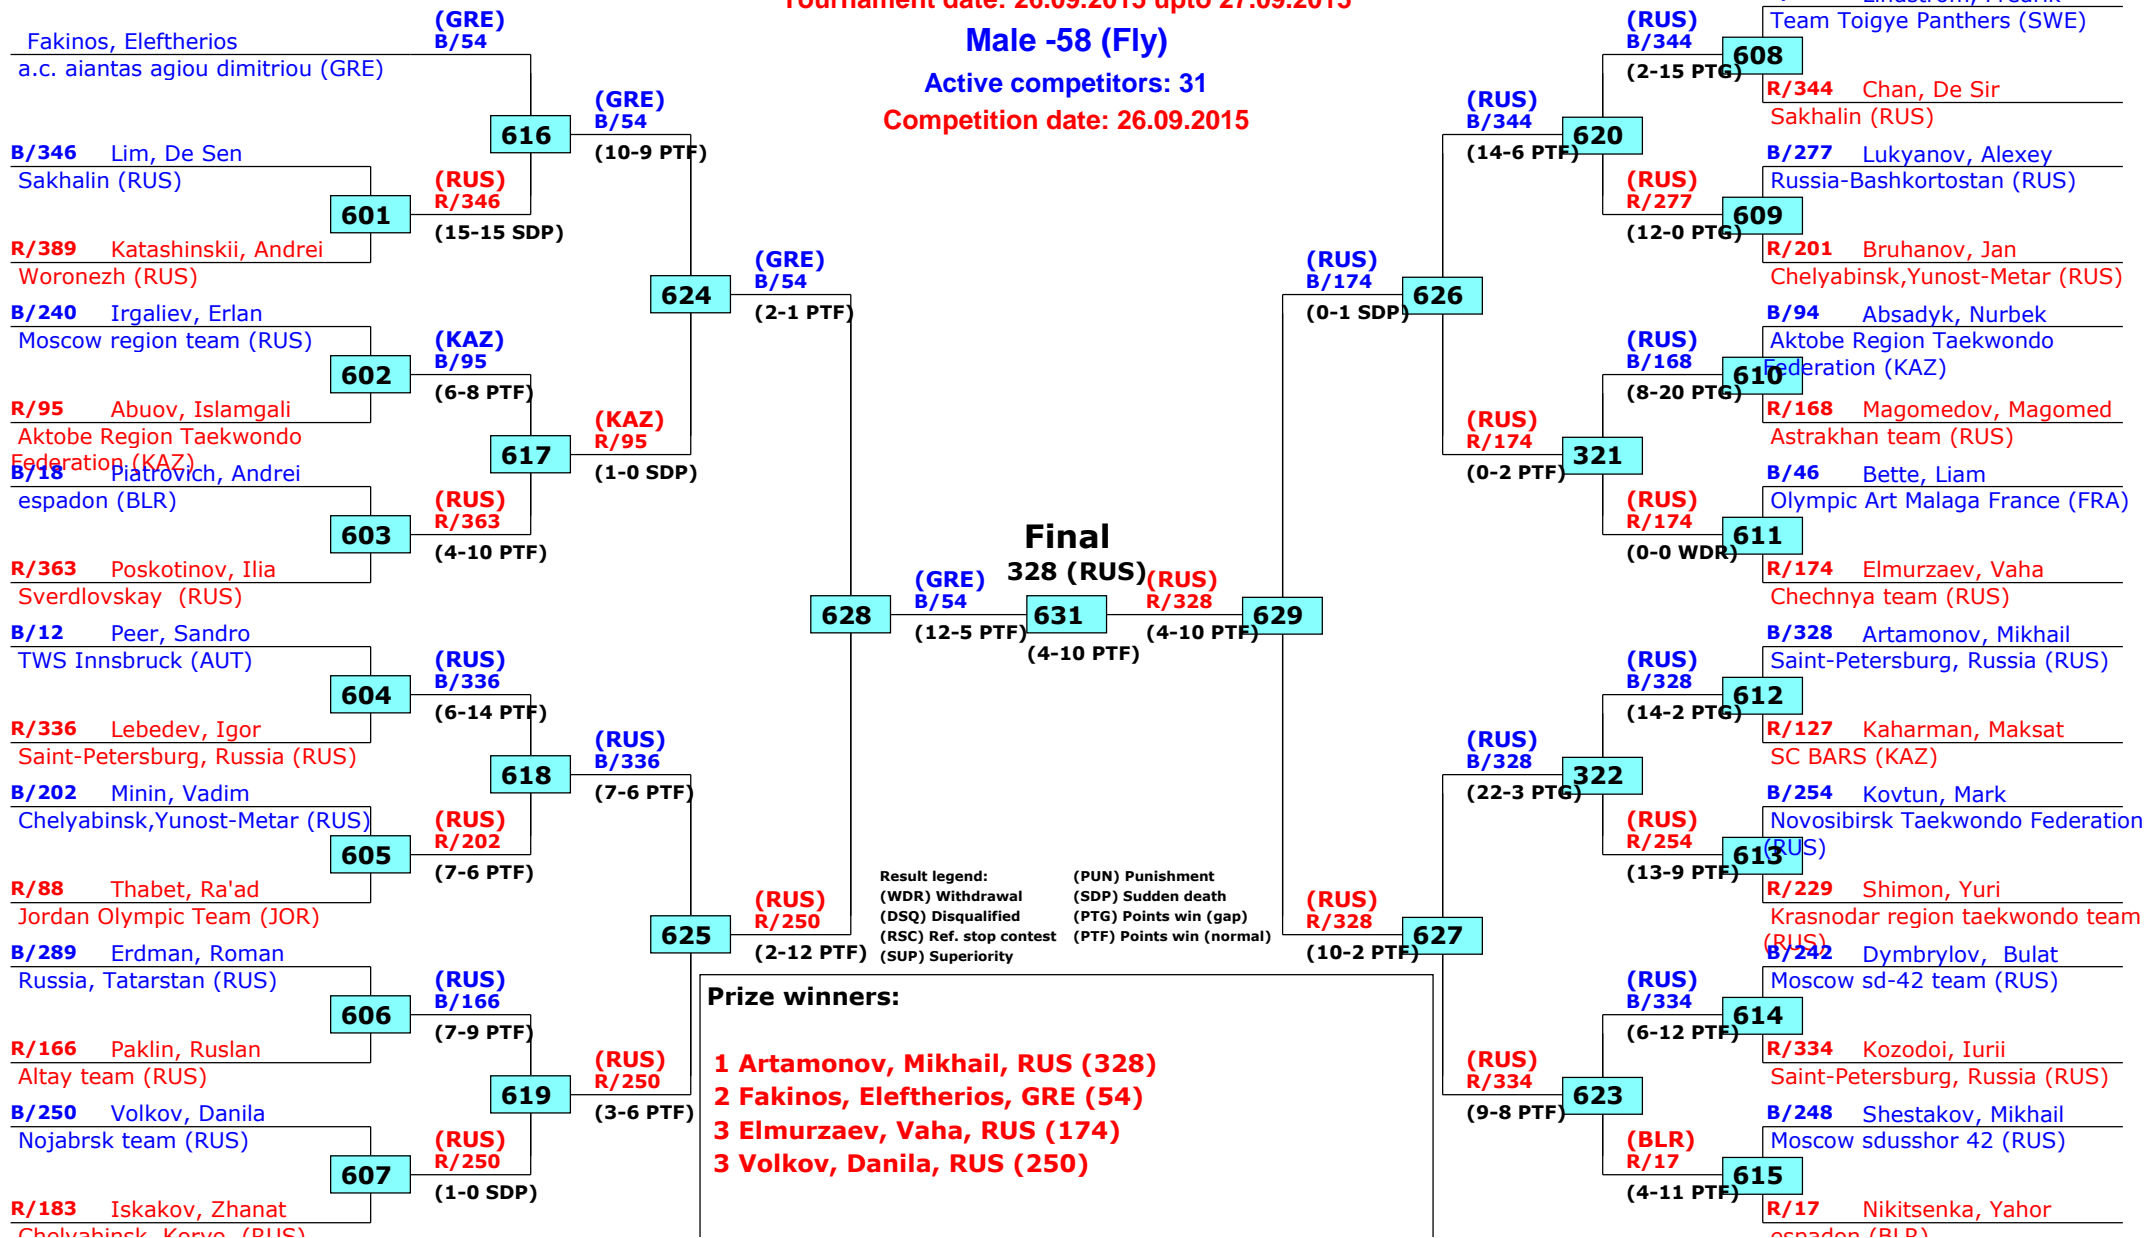 Tournament date: 26.09.2015 upto 27.09.2015
Male -58 (Fly)
Active competitors: 31
Competition date: 26.09.2015
Fakinos, Eleftherios
a.c. aiantas agiou dimitriou (GRE)
B/346 Lim, De Sen
Sakhalin (RUS)
601
R/389 Katashinskii, Andrei
Woronezh (RUS)
B/240 Irgaliev, Erlan
Moscow region team (RUS)
602
R/95 Abuov, Islamgali
Aktobe Region Taekwondo
Federation (KAZ)
B/18 Piatrovich, Andrei
espadon (BLR)
603
R/363 Poskotinov, Ilia
Sverdlovskay (RUS)
B/12 Peer, Sandro
TWS Innsbruck (AUT)
604
R/336 Lebedev, Igor
Saint-Petersburg, Russia (RUS)
B/202 Minin, Vadim
Chelyabinsk,Yunost-Metar (RUS)
605
R/88 Thabet, Ra'ad
Jordan Olympic Team (JOR)
B/289 Erdman, Roman
Russia, Tatarstan (RUS)
606
R/166 Paklin, Ruslan
Altay team (RUS)
B/250 Volkov, Danila
Nojabrsk team (RUS)
607
R/183 Iskakov, Zhanat
Chelyabinsk, Koryo (RUS)
(GRE)
B/54
616
(RUS)
R/346
(15-15 SDP)
(KAZ)
B/95
(6-8 PTF)
617
(RUS)
R/363
(4-10 PTF)
(RUS)
B/336
(6-14 PTF)
618
(RUS)
R/202
(7-6 PTF)
(RUS)
B/166
(7-9 PTF)
619
(RUS)
R/250
(1-0 SDP)
(GRE)
B/54
(10-9 PTF)
624
(KAZ)
R/95
(1-0 SDP)
(RUS)
B/336
(7-6 PTF)
625
(RUS)
R/250
(3-6 PTF)
(GRE)
B/54
(2-1 PTF)
628
(RUS)
R/250
(2-12 PTF)
(GRE)
B/54
(12-5 PTF)
Final
328 (RUS)
631
(4-10 PTF)
(RUS)
R/328
(4-10 PTF)
629
(RUS)
B/174
(0-1 SDP)
626
(RUS)
R/328
(10-2 PTF)
627
(RUS)
B/344
(14-6 PTF)
620
(RUS)
R/174
(0-2 PTF)
321
(RUS)
B/328
(22-3 PTG)
322
(RUS)
R/334
(9-8 PTF)
623
(RUS)
B/344
(2-15 PTG)
(RUS)
R/277
(12-0 PTG)
(RUS)
B/168
(8-20 PTG)
(RUS)
R/174
(0-0 WDR)
(RUS)
B/328
(14-2 PTG)
(RUS)
R/254
(13-9 PTF)
(RUS)
B/334
(6-12 PTF)
(BLR)
R/17
(4-11 PTF)
Lindstrom, Fredrik
Team Toigye Panthers (SWE)
608
R/344 Chan, De Sir
Sakhalin (RUS)
B/277 Lukyanov, Alexey
Russia-Bashkortostan (RUS)
609
R/201 Bruhanov, Jan
Chelyabinsk,Yunost-Metar (RUS)
B/94 Absadyk, Nurbek
Aktobe Region Taekwondo
Federation (KAZ)
610
R/168 Magomedov, Magomed
Astrakhan team (RUS)
B/46 Bette, Liam
Olympic Art Malaga France (FRA)
611
R/174 Elmurzaev, Vaha
Chechnya team (RUS)
B/328 Artamonov, Mikhail
Saint-Petersburg, Russia (RUS)
612
R/127 Kaharman, Maksat
SC BARS (KAZ)
B/254 Kovtun, Mark
Novosibirsk Taekwondo Federation
(RUS)
613
R/229 Shimon, Yuri
Krasnodar region taekwondo team
(RUS)
B/242 Dymbrylov, Bulat
Moscow sd-42 team (RUS)
614
R/334 Kozodoi, Iurii
Saint-Petersburg, Russia (RUS)
B/248 Shestakov, Mikhail
Moscow sdusshor 42 (RUS)
615
R/17 Nikitsenka, Yahor
espadon (BLR)
Result legend:
(WDR) Withdrawal
(DSQ) Disqualified
(RSC) Ref. stop contest
(SUP) Superiority
(PUN) Punishment
(SDP) Sudden death
(PTG) Points win (gap)
(PTF) Points win (normal)
Prize winners:
1 Artamonov, Mikhail, RUS (328)
2 Fakinos, Eleftherios, GRE (54)
3 Elmurzaev, Vaha, RUS (174)
3 Volkov, Danila, RUS (250)